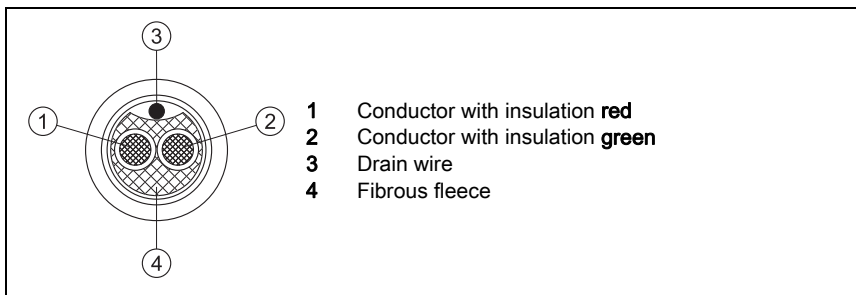 3
1
2
4
1 Conductor with insulation red
2 Conductor with insulation green
3 Drain wire
4 Fibrous fleece